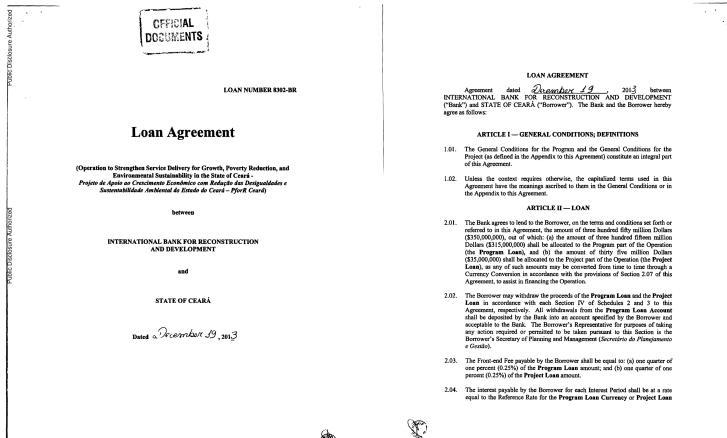 Public Disclosure Authorized
Public Disclosure Authorized
OFFICIAL
DOCUMENTS
LOAN NUMBER 8302-BR
Loan Agreement
(Operation to Strengthen Service Delivery for Growth, Poverty Reduction, and
Environmental Sustainability in the State of Ceará -
Projeto de Apoio ao Crescimento Econômico com Redução das Desigualdades e
Sustentabilidade Ambiental do Estado do Ceará – PforR Ceará)
between
INTERNATIONAL BANK FOR RECONSTRUCTION
AND DEVELOPMENT
and
STATE OF CEARÁ
Dated December 19, 2013
LOAN AGREEMENT
Agreement dated December 19, 2013 between
INTERNATIONAL BANK FOR RECONSTRUCTION AND DEVELOPMENT
("Bank") and STATE OF CEARÁ ("Borrower"). The Bank and the Borrower hereby
agree as follows:
ARTICLE I — GENERAL CONDITIONS; DEFINITIONS
1.01. The General Conditions for the Program and the General Conditions for the
Project (as defined in the Appendix to this Agreement) constitute an integral part
of this Agreement.
1.02. Unless the context requires otherwise, the capitalized terms used in this
Agreement have the meanings ascribed to them in the General Conditions or in
the Appendix to this Agreement.
ARTICLE II — LOAN
2.01. The Bank agrees to lend to the Borrower, on the terms and conditions set forth or
referred to in this Agreement, the amount of three hundred fifty million Dollars
($350,000,000), out of which: (a) the amount of three hundred fifteen million
Dollars ($315,000,000) shall be allocated to the Program part of the Operation
(the Program Loan), and (b) the amount of thirty five million Dollars
($35,000,000) shall be allocated to the Project part of the Operation (the Project
Loan), as any of such amounts may be converted from time to time through a
Currency Conversion in accordance with the provisions of Section 2.07 of this
Agreement, to assist in financing the Operation.
2.02. The Borrower may withdraw the proceeds of the Program Loan and the Project
Loan in accordance with each Section IV of Schedules 2 and 3 to this
Agreement, respectively. All withdrawals from the Program Loan Account
shall be deposited by the Bank into an account specified by the Borrower and
acceptable to the Bank. The Borrower's Representative for purposes of taking
any action required or permitted to be taken pursuant to this Section is the
Borrower's Secretary of Planning and Management (Secretário do Planejamento
e Gestão).
2.03. The Front-end Fee payable by the Borrower shall be equal to: (a) one quarter of
one percent (0.25%) of the Program Loan amount; and (b) one quarter of one
percent (0.25%) of the Project Loan amount.
2.04. The interest payable by the Borrower for each Interest Period shall be at a rate
equal to the Reference Rate for the Program Loan Currency or Project Loan